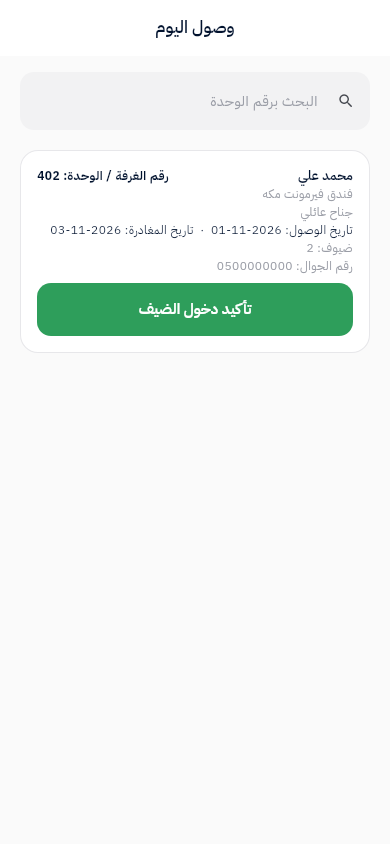 وصول اليوم
البحث برقم الوحدة
محمد علي
رقم الغرفة / الوحدة: 402
فندق فيرمونت مكه
جناح عائلي
تاريخ الوصول: 2026-11-01 · تاريخ المغادرة: 2026-11-03
ضيوف: 2
رقم الجوال: 0500000000
تأكيد دخول الضيف